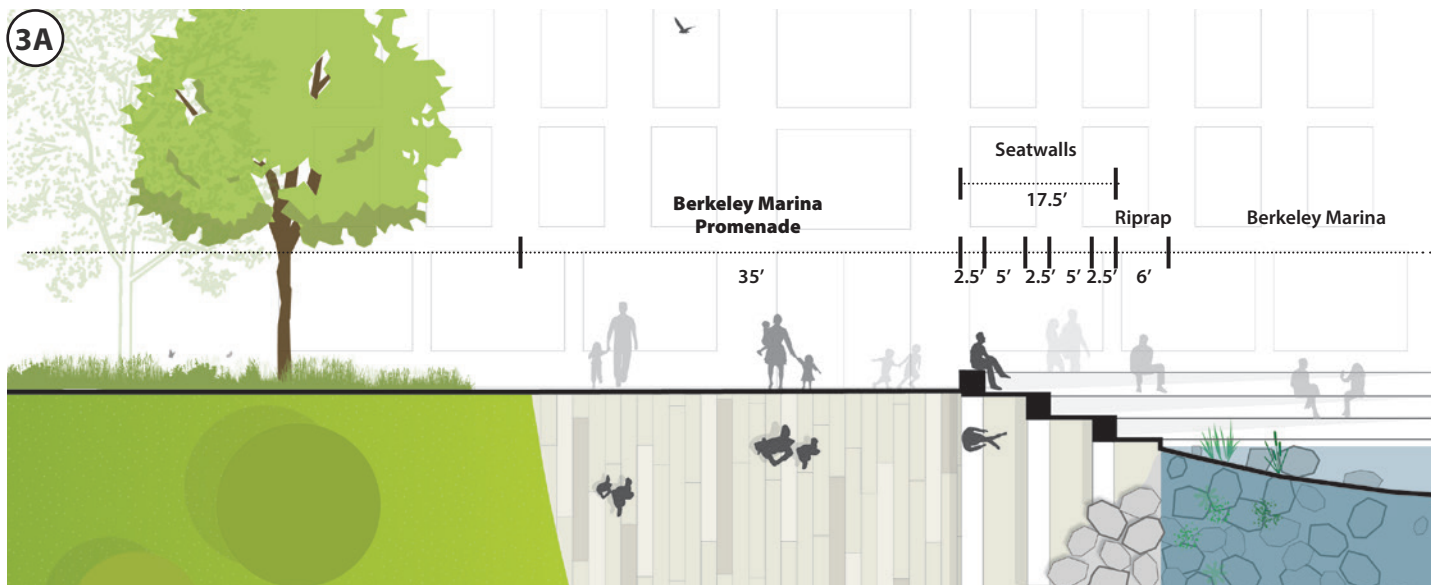 3A
Seatwalls
17.5’
Berkeley Marina
Promenade
Riprap
Berkeley Marina
35’
2.5’ 5’ 2.5’ 5’ 2.5’ 6’